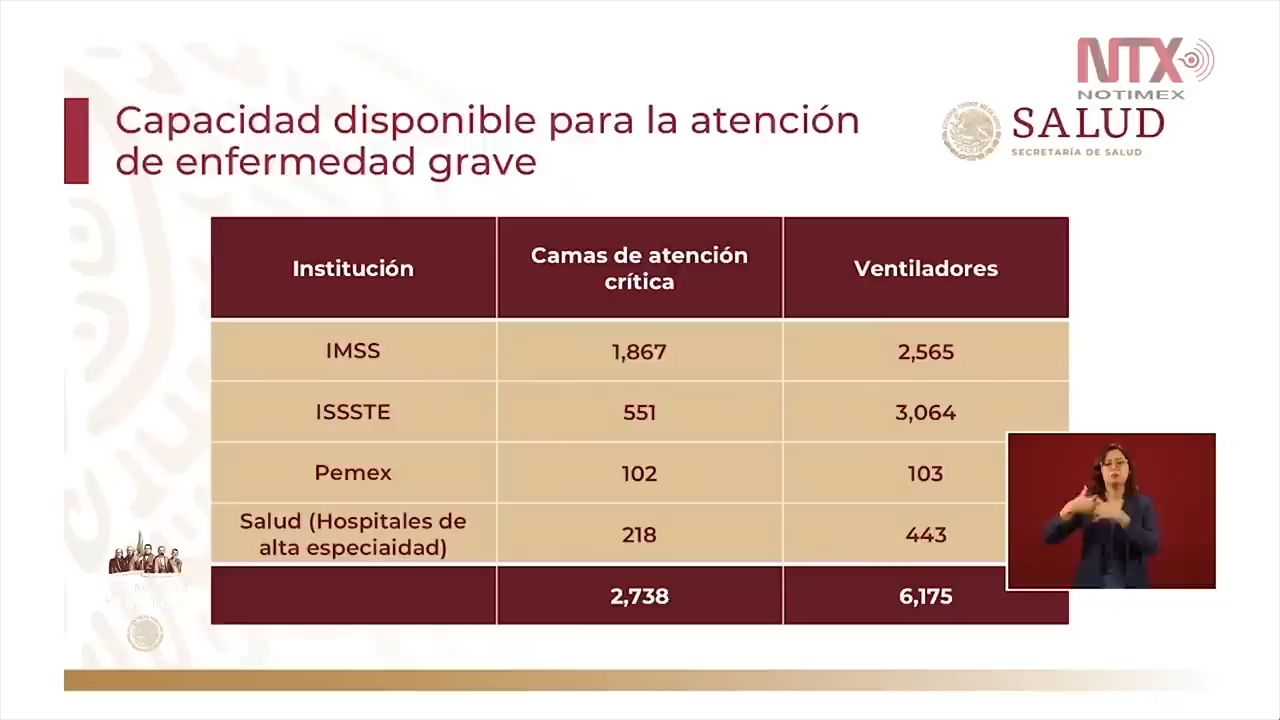 NTX
NOTIMEX
Capacidad disponible para la atención
de enfermedad grave
SALUD
SECRETARÍA DE SALUD
Institución
Camas de atención
crítica
Ventiladores
IMSS
1,867
2,565
ISSSTE
551
3,064
Pemex
102
103
Salud (Hospitales de
alta especiaidad)
218
443
2,738
6,175